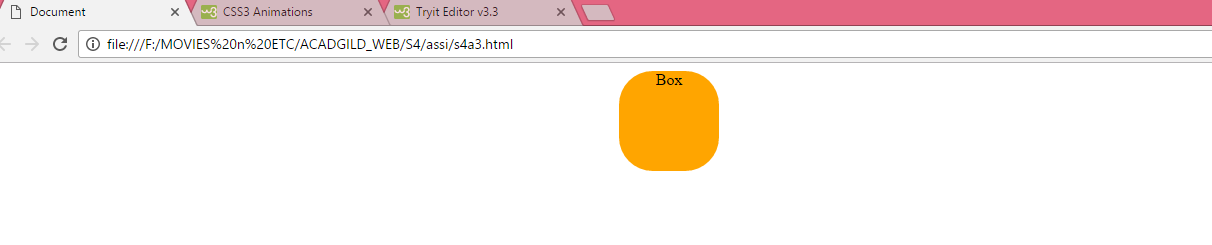 Document
CSS3 Animations
Tryit Editor v3.3
file:///F:/MOVIES%20n%20ETC/ACADGILD_WEB/S4/assi/s4a3.html
Box